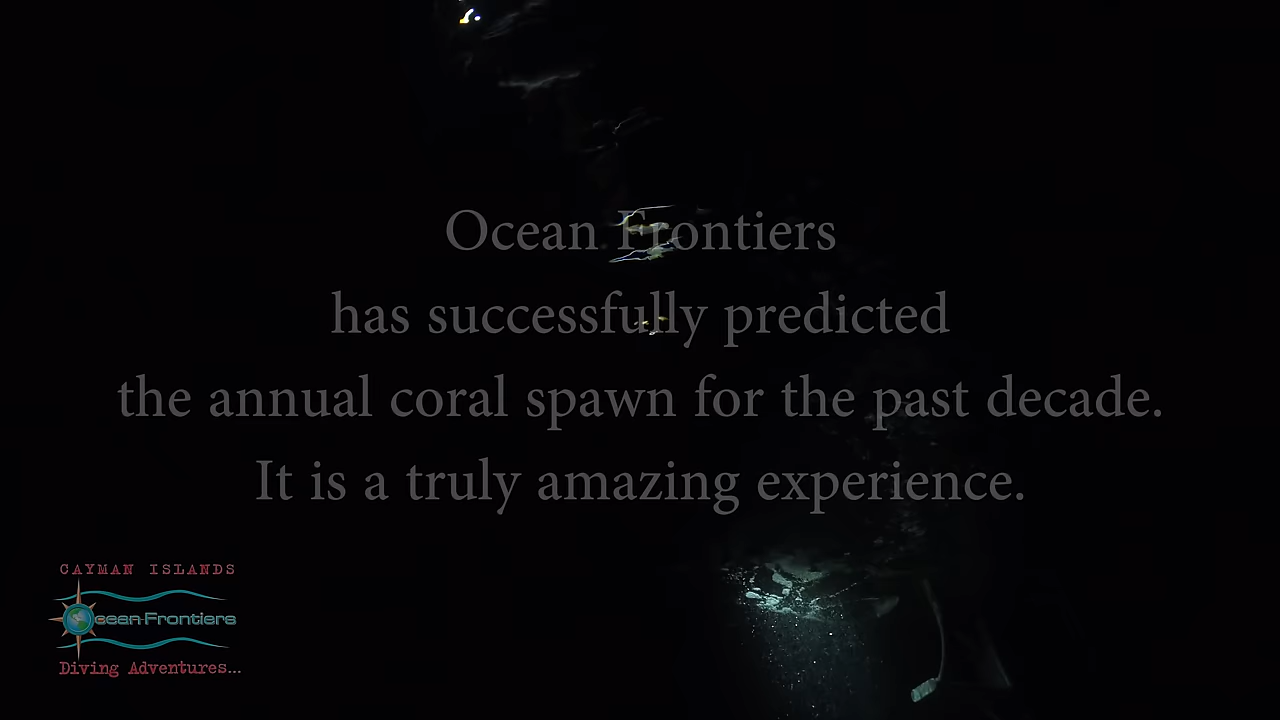 Ocean Frontiers
has successfully predicted
the annual coral spawn for the past decade.
It is a truly amazing experience.
CAYMAN ISLANDS
Ocean Frontiers
Diving Adventures...